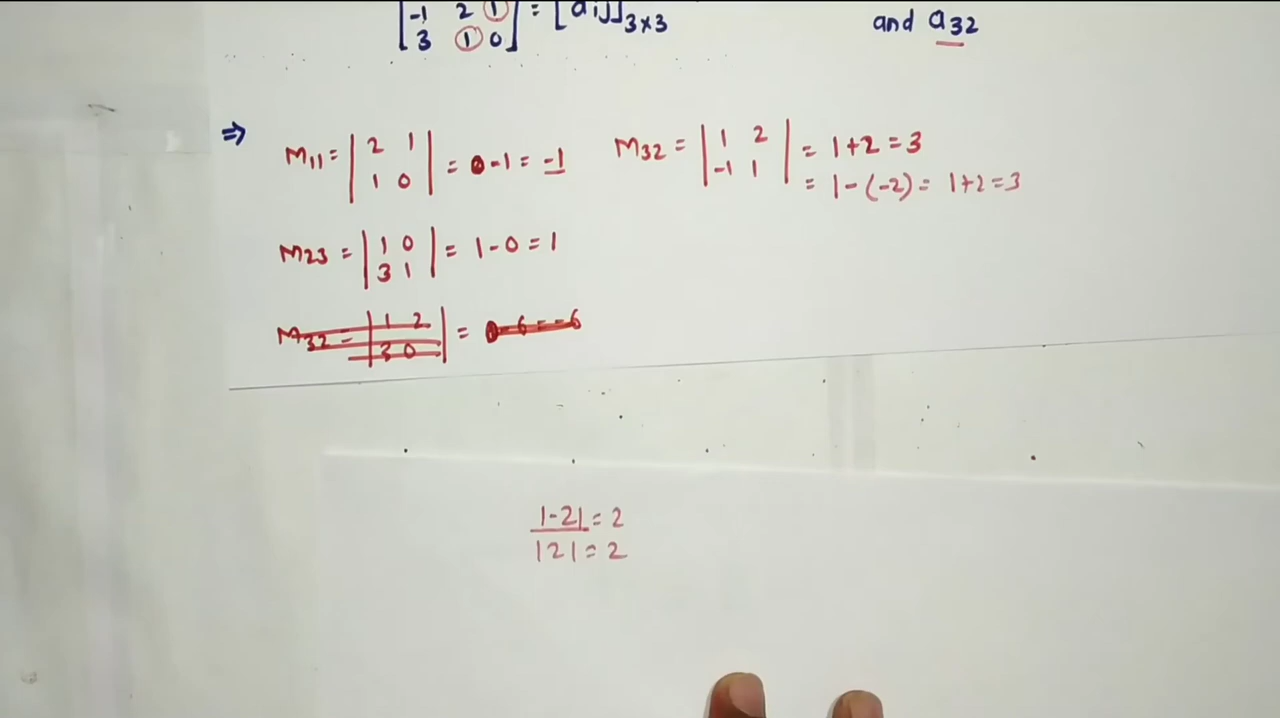 -1 2 1 = [aij]3×3 and a32
3 1 0
⇒ M11 = | 2 1 | = 0-1 = -1
| 1 0 |
M32 = | 1 2 | = 1+2 = 3
| -1 1 | = 1-(-2) = 1+2 = 3
M23 = | 1 0 | = 1-0 = 1
| 3 1 |
M32 = | 1 2 | = 0-6 = -6
| 3 0 |
|-2| = 2
|2| = 2